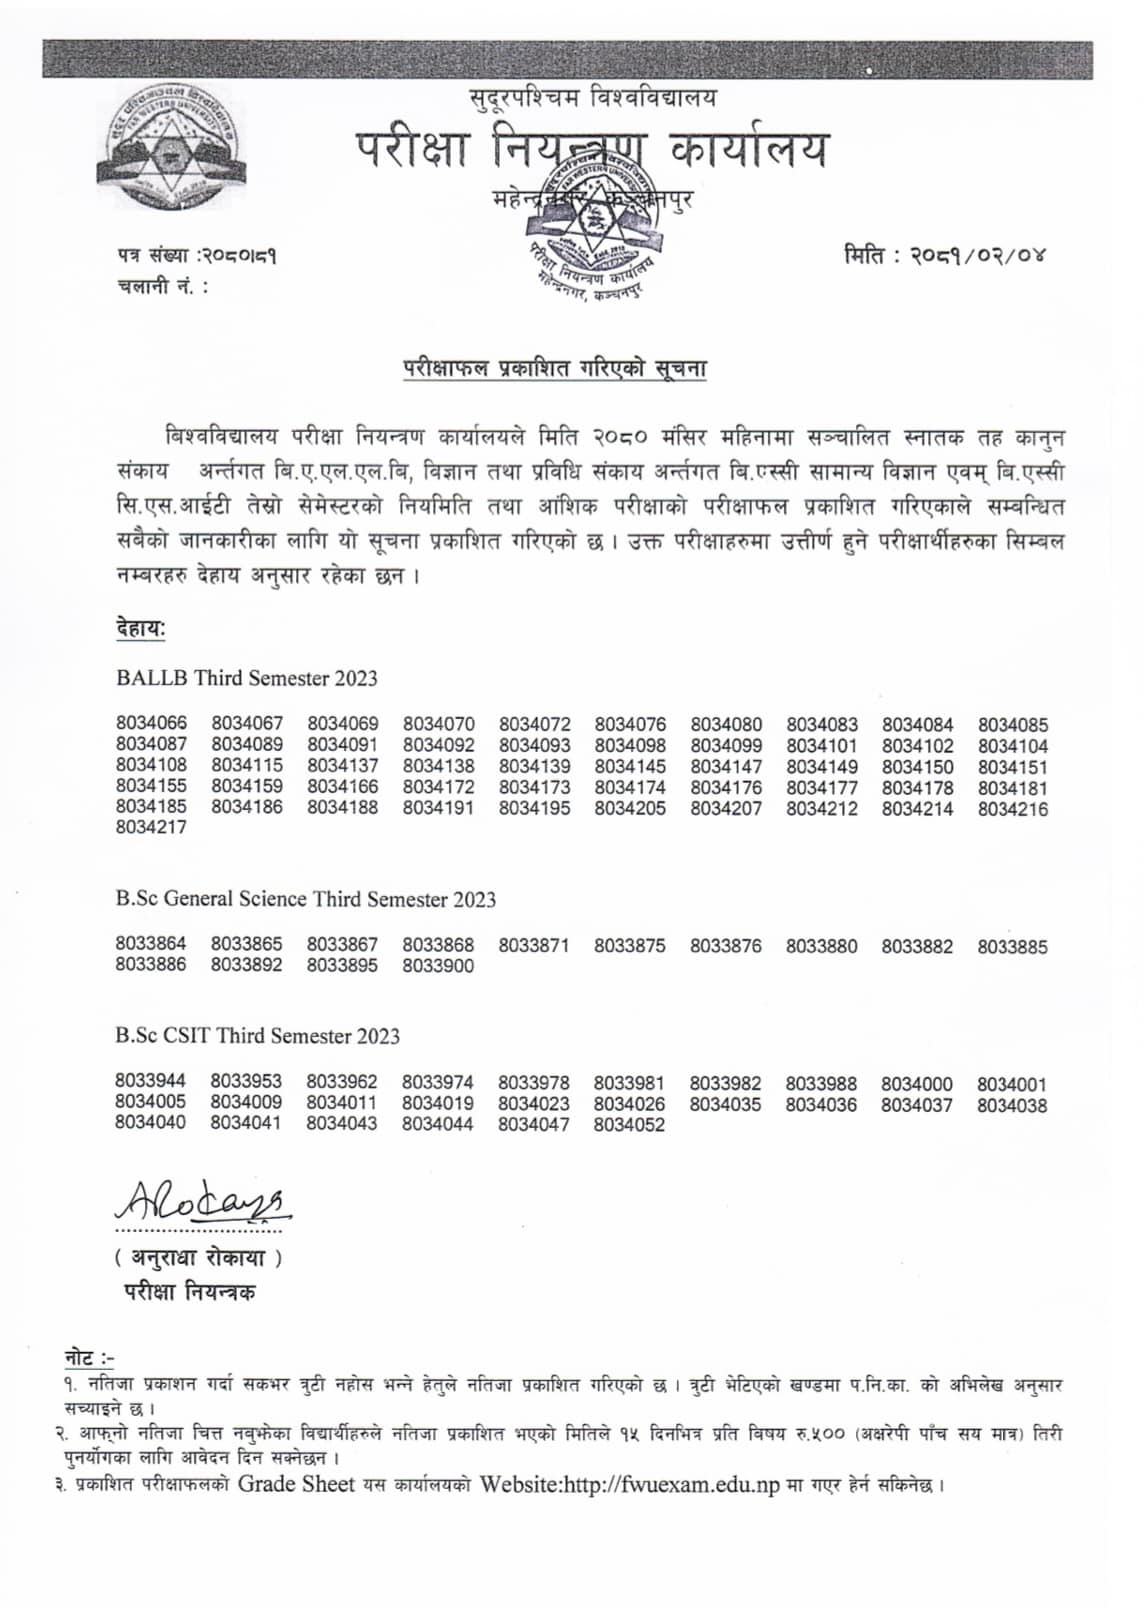 सुदूरपश्चिम विश्वविद्यालय
परीक्षा नियन्त्रण कार्यालय
महेन्द्रनगर, कञ्चनपुर
परीक्षा नियन्त्रण कार्यालय
महेन्द्रनगर, कञ्चनपुर
पत्र संख्या :२०८०।८१
मिति : २०८१/०२/०४
चलानी नं. :
परीक्षाफल प्रकाशित गरिएको सूचना
बिश्वविद्यालय परीक्षा नियन्त्रण कार्यालयले मिति २०८० मंसिर महिनामा सञ्चालित स्नातक तह कानुन
संकाय अर्न्तगत बि.ए.एल.एल.बि, विज्ञान तथा प्रविधि संकाय अर्न्तगत बि.एस्सी सामान्य विज्ञान एवम् बि.एस्सी
सि.एस.आईटी तेस्रो सेमेस्टरको नियमिति तथा आंशिक परीक्षाको परीक्षाफल प्रकाशित गरिएकाले सम्बन्धित
सबैको जानकारीका लागि यो सूचना प्रकाशित गरिएको छ । उक्त परीक्षाहरुमा उत्तीर्ण हुने परीक्षार्थीहरुका सिम्बल
नम्बरहरु देहाय अनुसार रहेका छन ।
देहाय:
BALLB Third Semester 2023
8034066 8034067 8034069 8034070 8034072 8034076 8034080 8034083 8034084 8034085
8034087 8034089 8034091 8034092 8034093 8034098 8034099 8034101 8034102 8034104
8034108 8034115 8034137 8034138 8034139 8034145 8034147 8034149 8034150 8034151
8034155 8034159 8034166 8034172 8034173 8034174 8034176 8034177 8034178 8034181
8034185 8034186 8034188 8034191 8034195 8034205 8034207 8034212 8034214 8034216
8034217
B.Sc General Science Third Semester 2023
8033864 8033865 8033867 8033868 8033871 8033875 8033876 8033880 8033882 8033885
8033886 8033892 8033895 8033900
B.Sc CSIT Third Semester 2023
8033944 8033953 8033962 8033974 8033978 8033981 8033982 8033988 8034000 8034001
8034005 8034009 8034011 8034019 8034023 8034026 8034035 8034036 8034037 8034038
8034040 8034041 8034043 8034044 8034047 8034052
ARokaya
( अनुराधा रोकाया )
परीक्षा नियन्त्रक
नोट :-
१. नतिजा प्रकाशन गर्दा सकभर त्रुटी नहोस भन्ने हेतुले नतिजा प्रकाशित गरिएको छ । त्रुटी भेटिएको खण्डमा प.नि.का. को अभिलेख अनुसार
सच्याइने छ ।
२. आफ्नो नतिजा चित्त नबुझेका विद्यार्थीहरुले नतिजा प्रकाशित भएको मितिले १५ दिनभित्र प्रति विषय रु.५०० (अक्षरेपी पाँच सय मात्र) तिरी
पुनर्योगका लागि आवेदन दिन सक्नेछन ।
३. प्रकाशित परीक्षाफलको Grade Sheet यस कार्यालयको Website:http://fwuexam.edu.np मा गएर हेर्न सकिनेछ ।